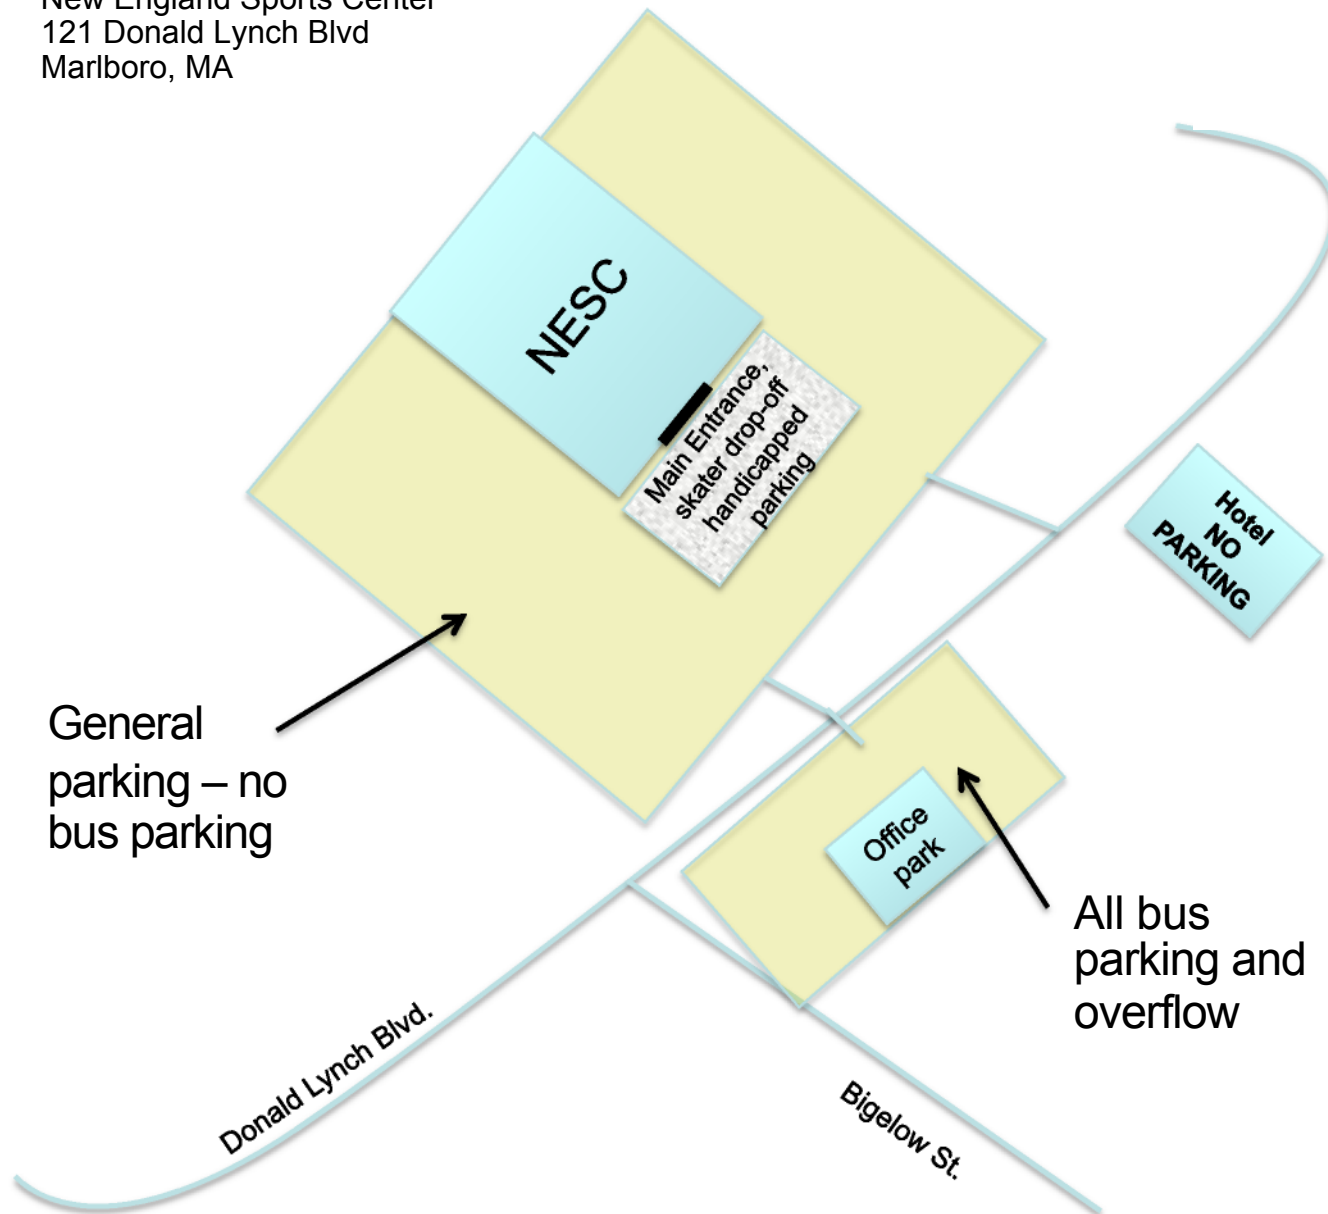 New England Sports Center
121 Donald Lynch Blvd
Marlboro, MA
NESC
Main Entrance,
skater drop-off
handicapped
parking
Hotel
NO
PARKING
General
parking – no
bus parking
Office
park
All bus
parking and
overflow
Donald Lynch Blvd.
Bigelow St.